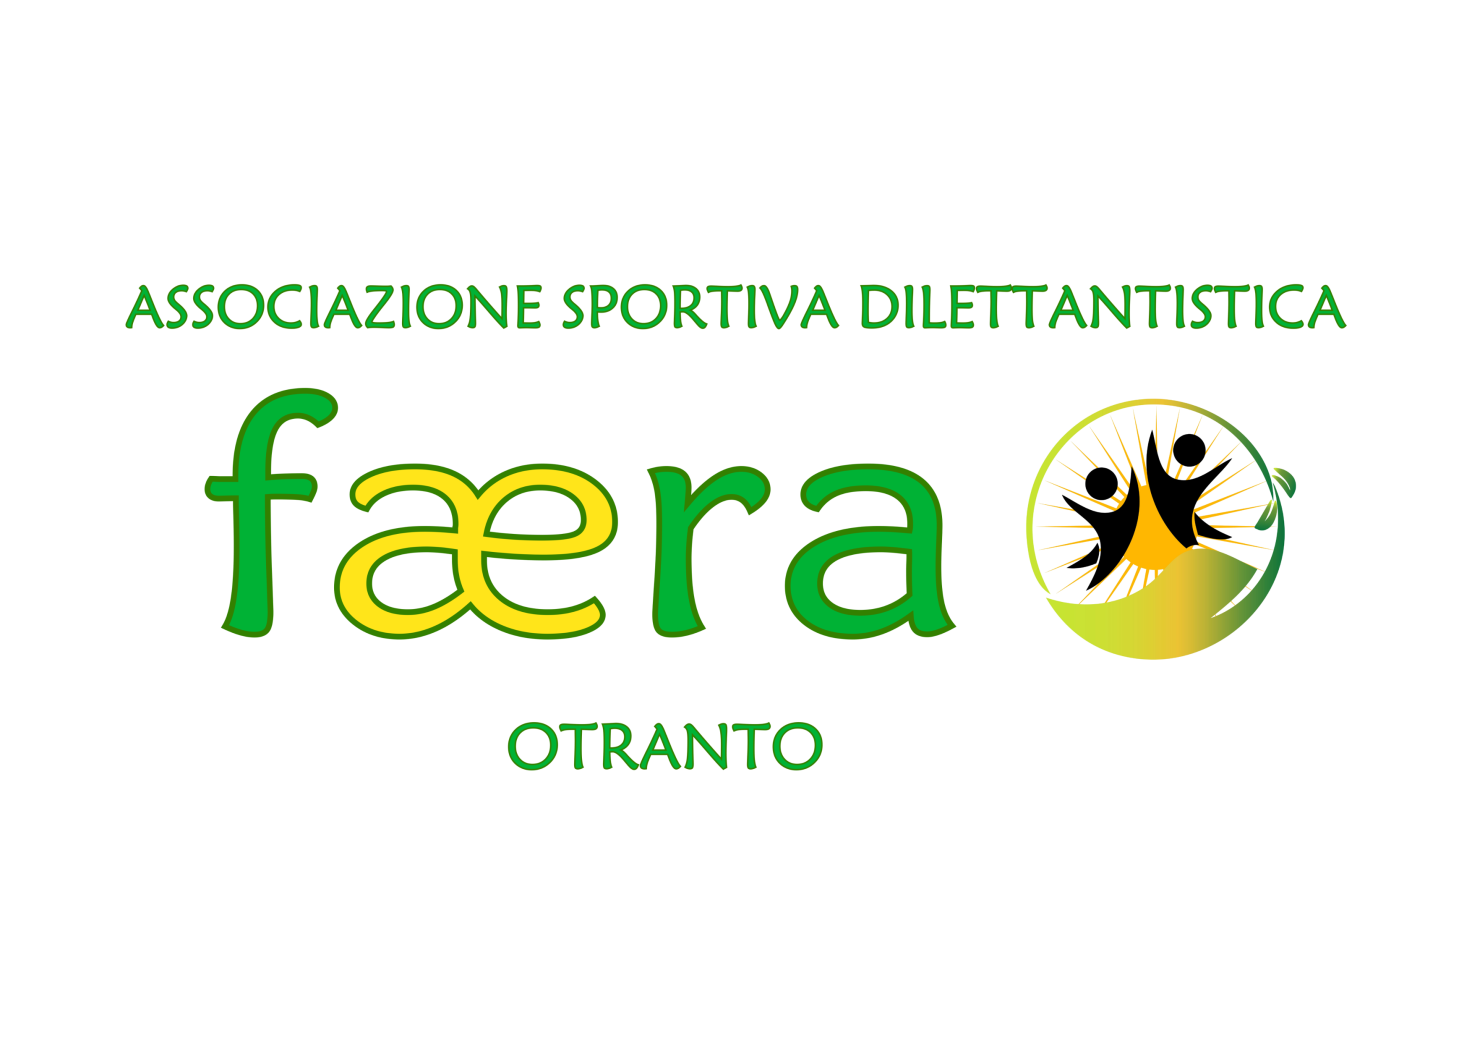 ASSOCIAZIONE SPORTIVA DILETTANTISTICA
færa
OTRANTO